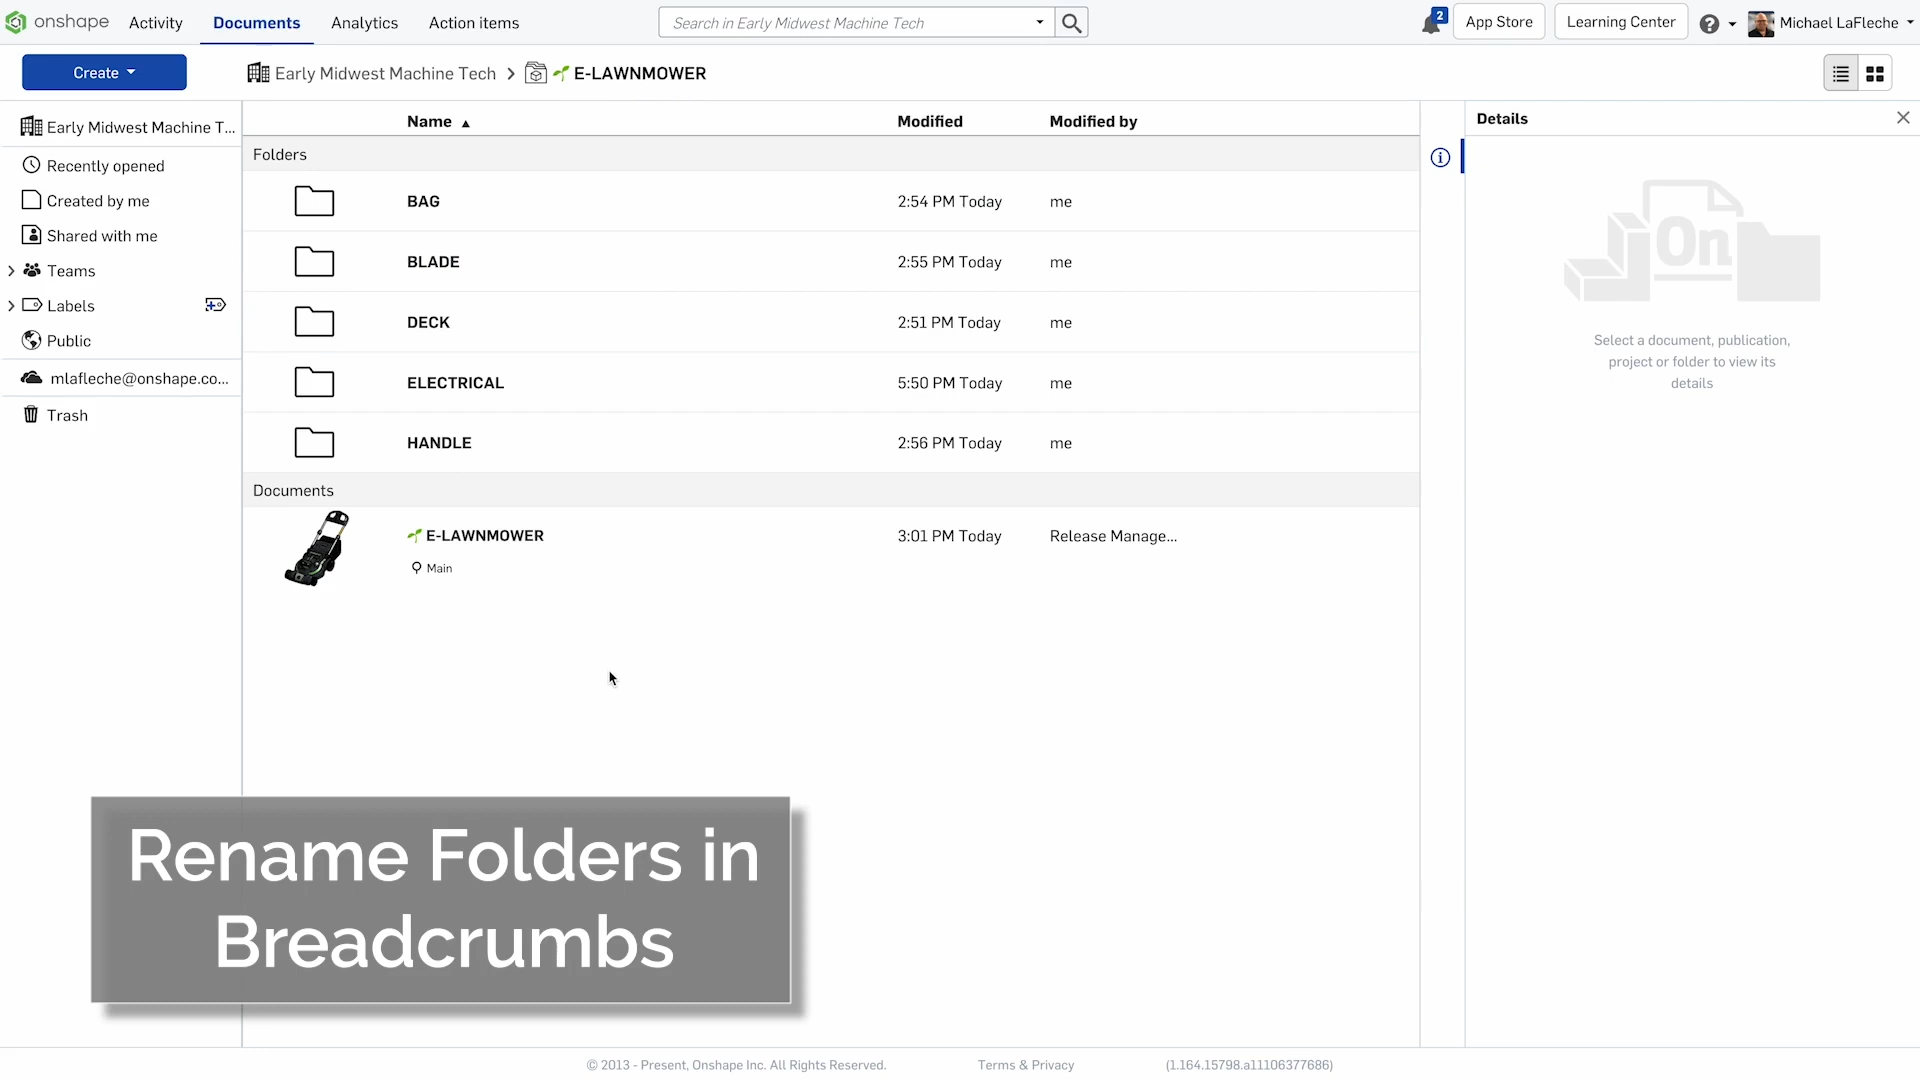 onshape Activity Documents Analytics Action items Search in Early Midwest Machine Tech 2 App Store Learning Center Michael LaFleche
Create Early Midwest Machine Tech E-LAWNMOWER
Early Midwest Machine T...
Recently opened
Created by me
Shared with me
Teams
Labels
Public
mlafleche@onshape.co...
Trash
Name Modified Modified by
Folders
BAG 2:54 PM Today me
BLADE 2:55 PM Today me
DECK 2:51 PM Today me
ELECTRICAL 5:50 PM Today me
HANDLE 2:56 PM Today me
Documents
E-LAWNMOWER 3:01 PM Today Release Manage...
Main
Details
On
Select a document, publication,
project or folder to view its
details
Rename Folders in
Breadcrumbs
© 2013 - Present, Onshape Inc. All Rights Reserved. Terms & Privacy (1.164.15798.a11106377686)